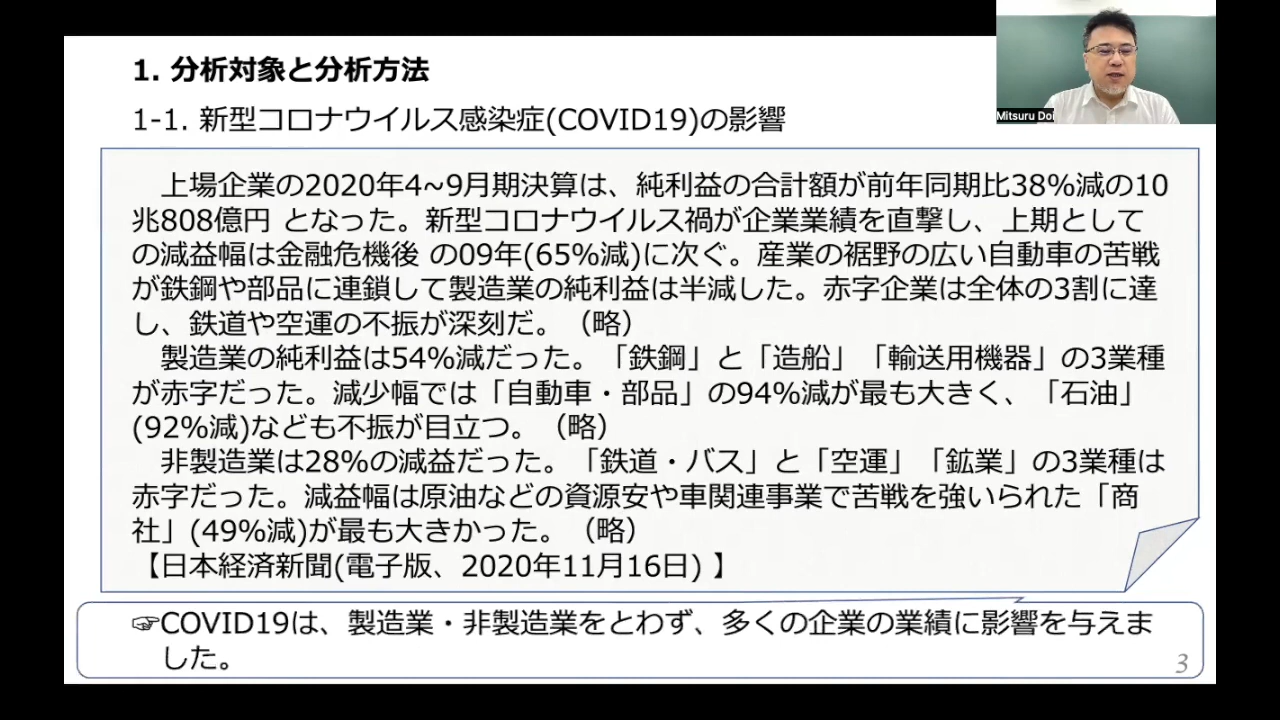 1. 分析対象と分析方法
1-1. 新型コロナウイルス感染症(COVID19)の影響
Mitsuru Doi
上場企業の2020年4~9月期決算は、純利益の合計額が前年同期比38%減の10
兆808億円 となった。新型コロナウイルス禍が企業業績を直撃し、上期として
の減益幅は金融危機後 の09年(65%減)に次ぐ。産業の裾野の広い自動車の苦戦
が鉄鋼や部品に連鎖して製造業の純利益は半減した。赤字企業は全体の3割に達
し、鉄道や空運の不振が深刻だ。（略）
製造業の純利益は54%減だった。「鉄鋼」と「造船」「輸送用機器」の3業種
が赤字だった。減少幅では「自動車・部品」の94%減が最も大きく、「石油」
(92%減)なども不振が目立つ。（略）
非製造業は28%の減益だった。「鉄道・バス」と「空運」「鉱業」の3業種は
赤字だった。減益幅は原油などの資源安や車関連事業で苦戦を強いられた「商
社」(49%減)が最も大きかった。（略）
【日本経済新聞(電子版、2020年11月16日) 】
☞COVID19は、製造業・非製造業をとわず、多くの企業の業績に影響を与えま
した。
3